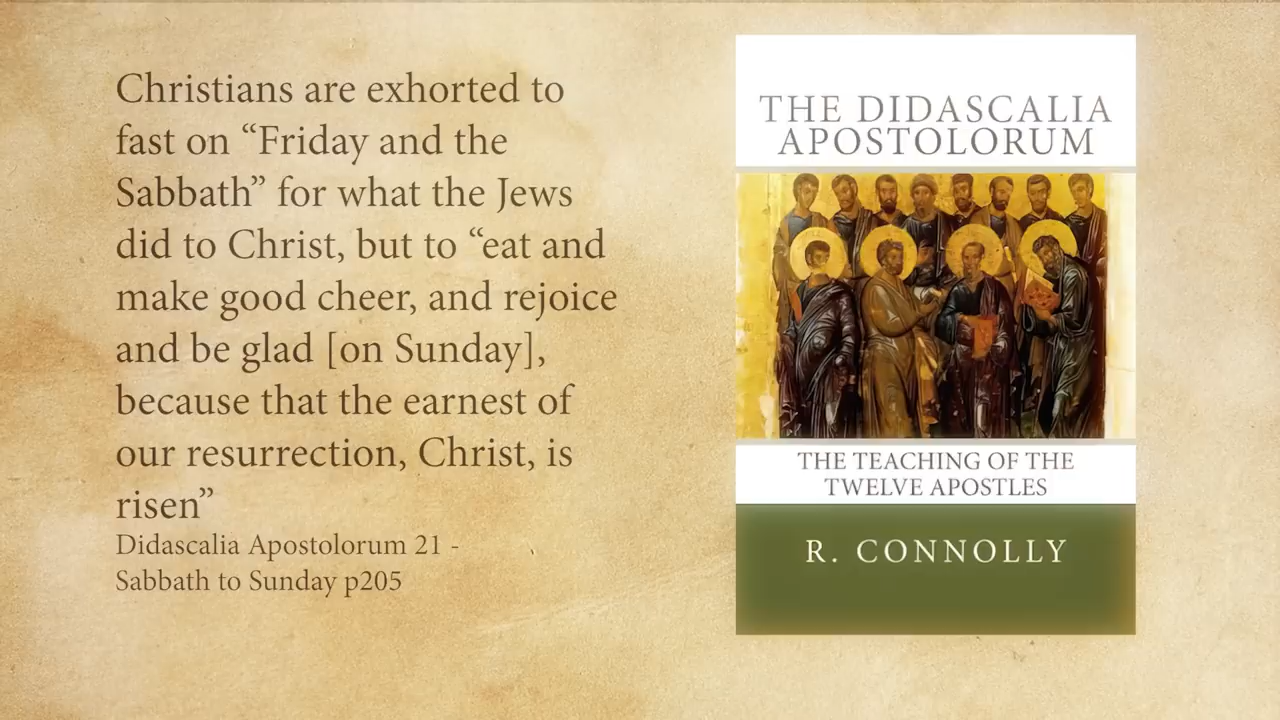 Christians are exhorted to
fast on “Friday and the
Sabbath” for what the Jews
did to Christ, but to “eat and
make good cheer, and rejoice
and be glad [on Sunday],
because that the earnest of
our resurrection, Christ, is
risen”
Didascalia Apostolorum 21 -
Sabbath to Sunday p205
THE DIDASCALIA
APOSTOLORUM
THE TEACHING OF THE
TWELVE APOSTLES
R. CONNOLLY